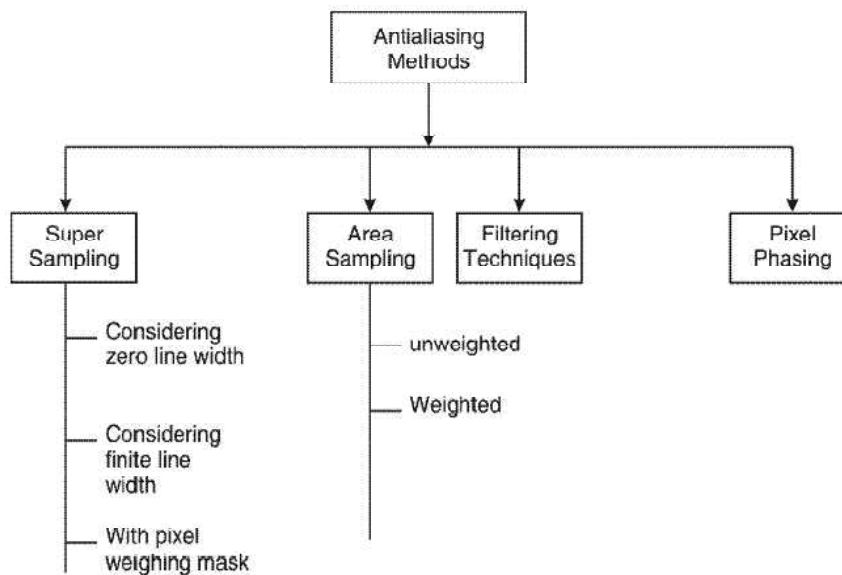 Antialiasing
Methods
Super
Sampling
Area
Sampling
Filtering
Techniques
Pixel
Phasing
Considering
zero line width
Considering
finite line
width
With pixel
weighing mask
unweighted
Weighted